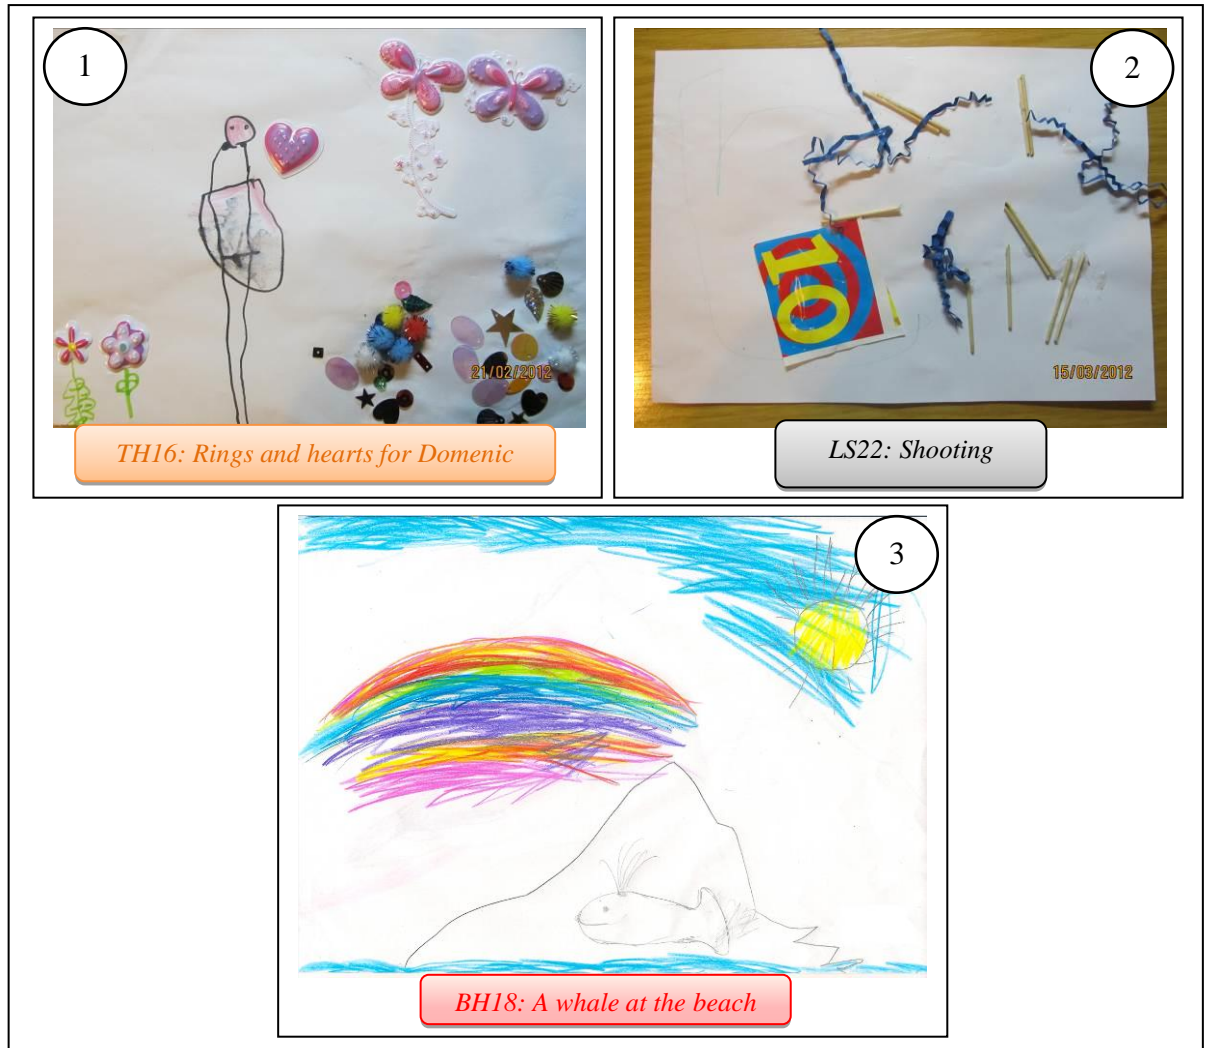 1
2
10
21/02/2012
15/03/2012
TH16: Rings and hearts for Domenic
LS22: Shooting
3
BH18: A whale at the beach